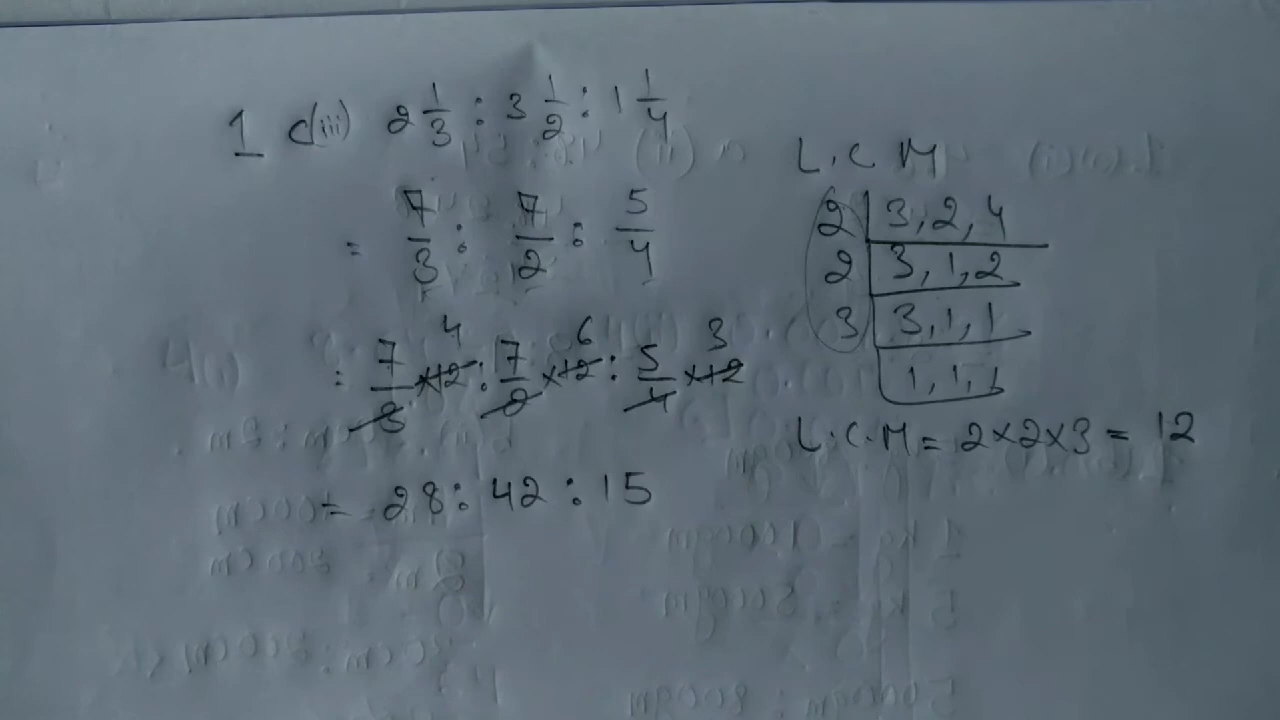 1 c(iii) 2 1/3 : 3 1/2 : 1 1/4
= 7/3 : 7/2 : 5/4
= 7/3 × 12 4 : 7/2 × 12 6 : 5/4 × 12 3
= 28 : 42 : 15
L.C M
2 | 3, 2, 4
2 | 3, 1, 2
3 | 3, 1, 1
1, 1, 1
L.C.M = 2×2×3 = 12